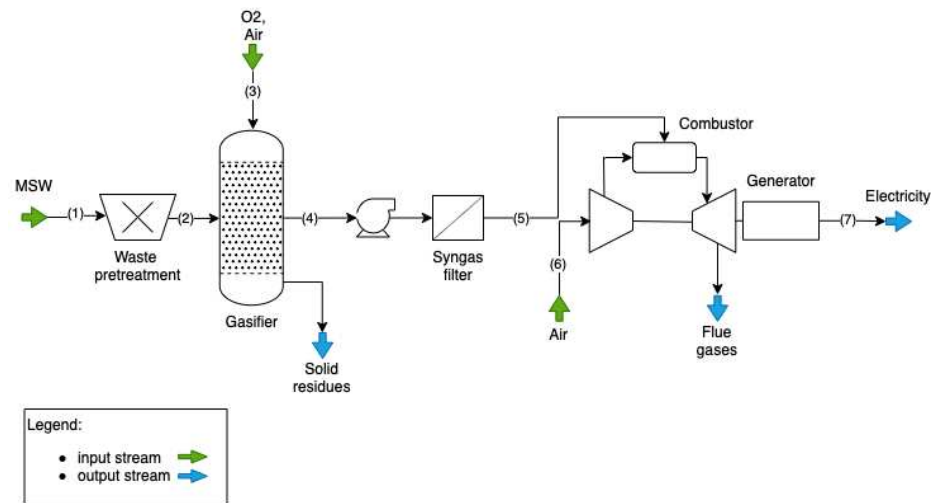 O2,
Air
(3)
MSW
(1)
(2)
Waste
pretreatment
Gasifier
Solid
residues
(4)
Syngas
filter
(5)
(6)
Air
Combustor
Generator
(7)
Electricity
Flue
gases
Legend:
• input stream
• output stream